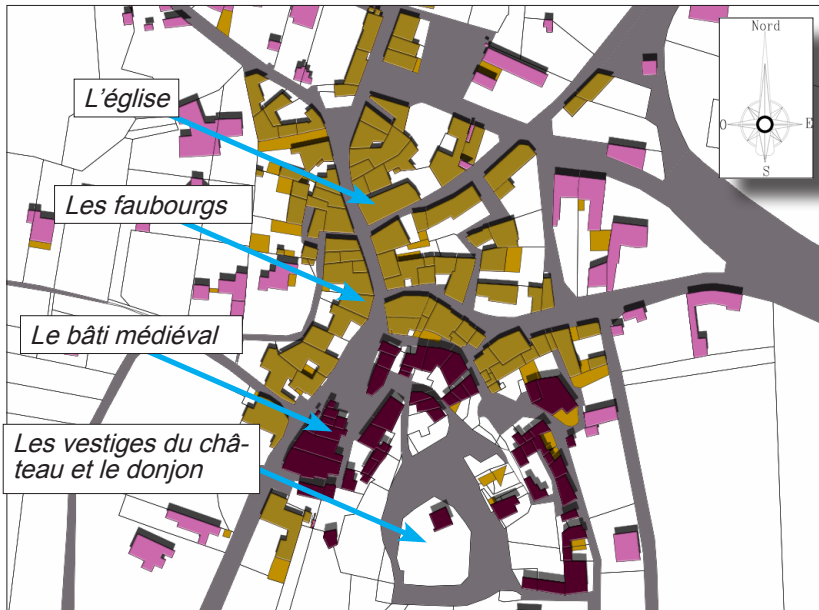 Nord
O
E
S
L'église
Les faubourgs
Le bâti médiéval
Les vestiges du châ-
teau et le donjon